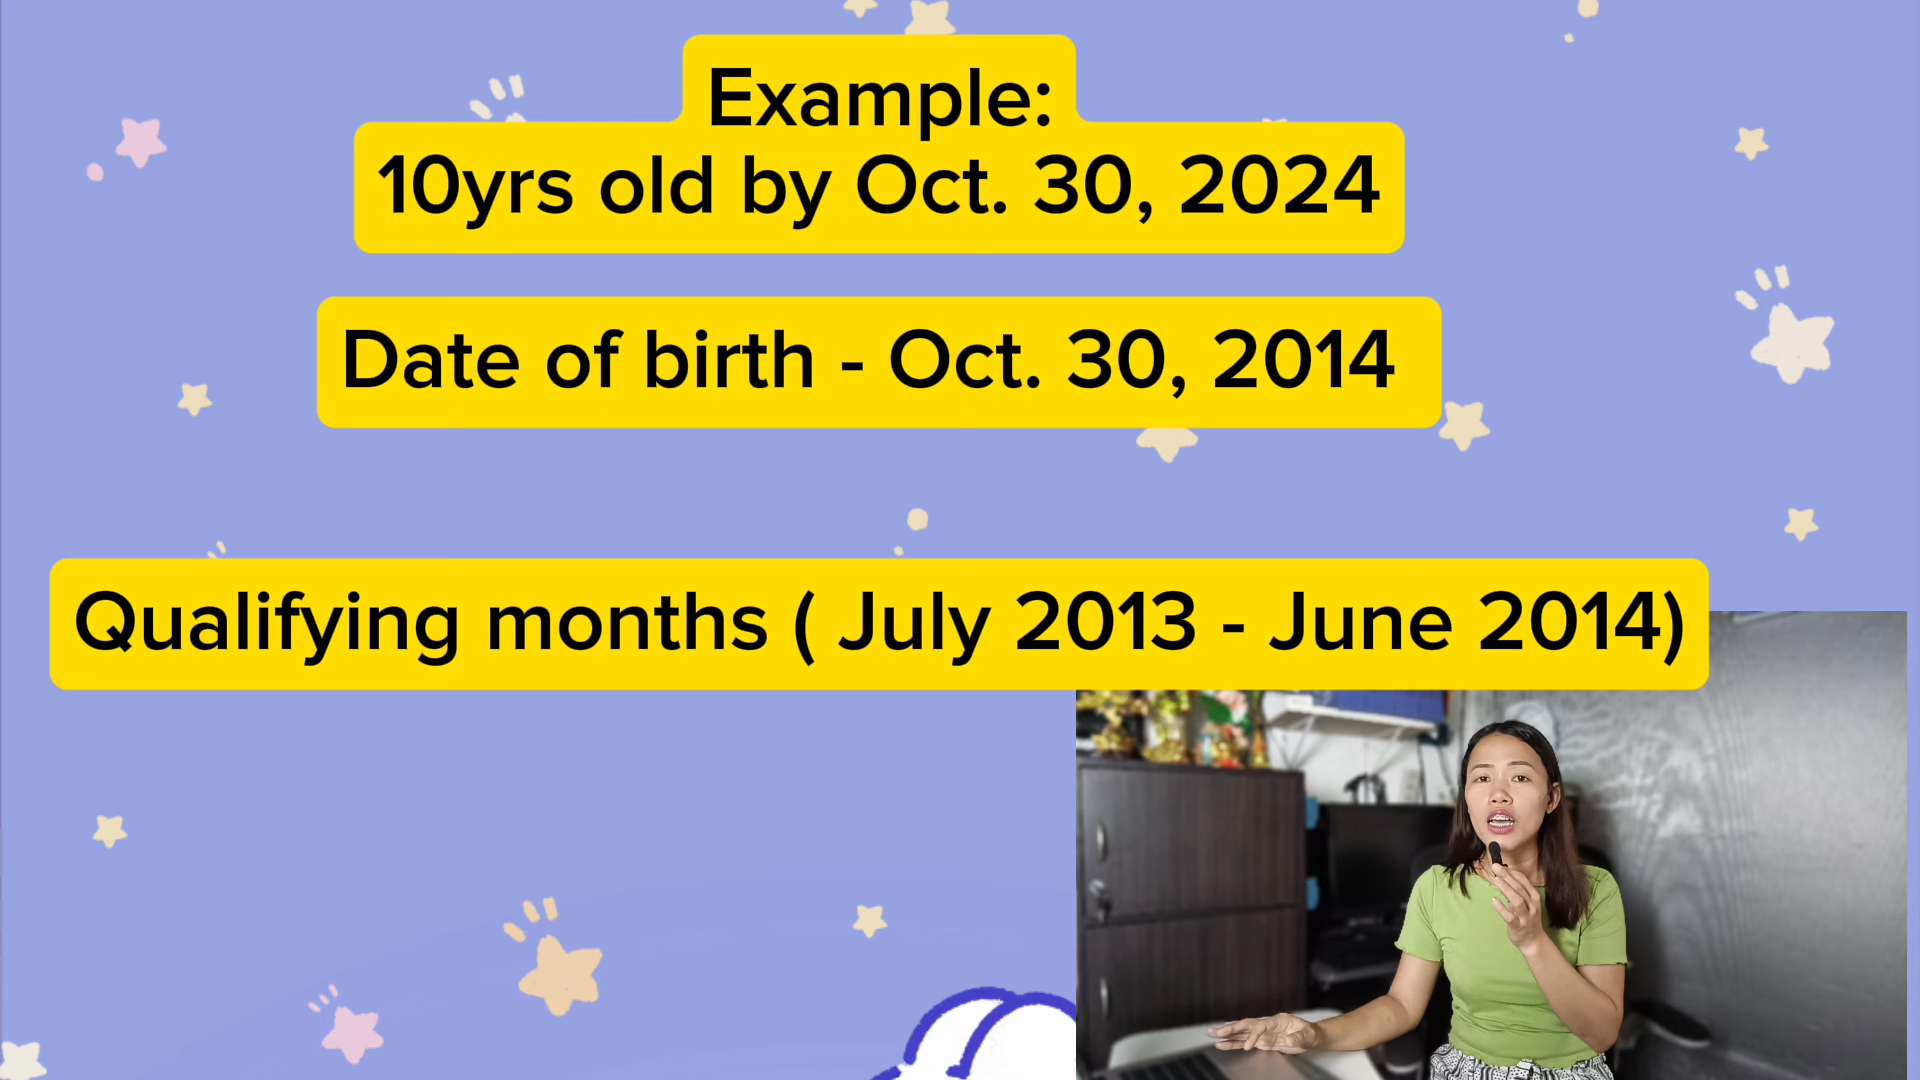 Example:
10yrs old by Oct. 30, 2024
Date of birth - Oct. 30, 2014
Qualifying months ( July 2013 - June 2014)